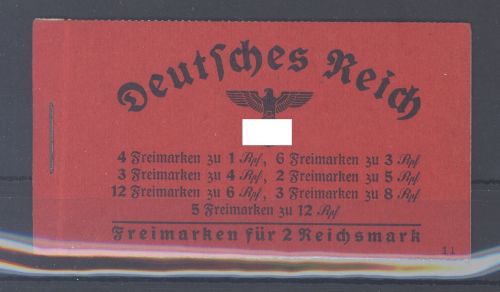 Deutsches Reich
4 Freimarken zu 1 Rpf, 6 Freimarken zu 3 Rpf
3 Freimarken zu 4 Rpf, 2 Freimarken zu 5 Rpf
12 Freimarken zu 6 Rpf, 3 Freimarken zu 8 Rpf
5 Freimarken zu 12 Rpf
Freimarken für 2 Reichsmark
11